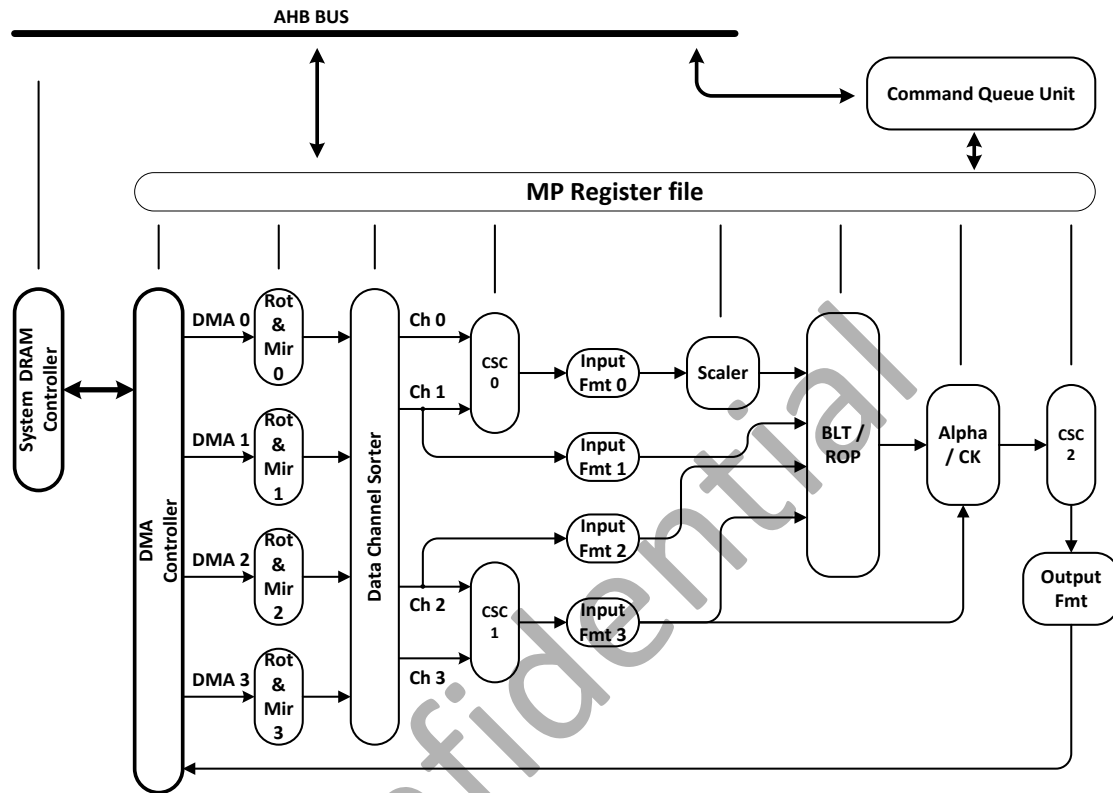 AHB BUS
Command Queue Unit
MP Register file
System DRAM
Controller
DMA
Controller
DMA 0
DMA 1
DMA 2
DMA 3
Rot
&
Mir
0
Rot
&
Mir
1
Rot
&
Mir
2
Rot
&
Mir
3
Data Channel Sorter
Ch 0
Ch 1
Ch 2
Ch 3
CSC
0
CSC
1
Input
Fmt 0
Input
Fmt 1
Input
Fmt 2
Input
Fmt 3
Scaler
BLT /
ROP
Alpha
/ CK
CSC
2
Output
Fmt
fidential